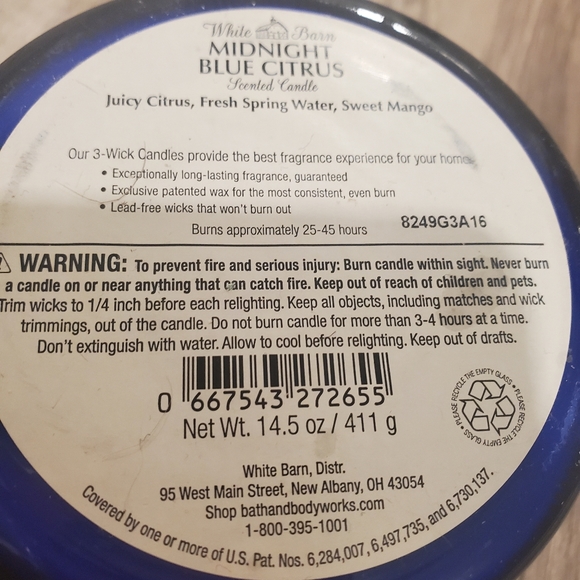 White Barn
MIDNIGHT
BLUE CITRUS
Scented Candle
Juicy Citrus, Fresh Spring Water, Sweet Mango
Our 3-Wick Candles provide the best fragrance experience for your home
• Exceptionally long-lasting fragrance, guaranteed
• Exclusive patented wax for the most consistent, even burn
• Lead-free wicks that won't burn out
Burns approximately 25-45 hours
8249G3A16
WARNING: To prevent fire and serious injury: Burn candle within sight. Never burn
a candle on or near anything that can catch fire. Keep out of reach of children and pets.
Trim wicks to 1/4 inch before each relighting. Keep all objects, including matches and wick
trimmings, out of the candle. Do not burn candle for more than 3-4 hours at a time.
Don't extinguish with water. Allow to cool before relighting. Keep out of drafts.
0 667543 272655
Net Wt. 14.5 oz / 411 g
• PLEASE RECYCLE THE EMPTY GLASS • PLEASE RECYCLE THE EMPTY GLASS
White Barn, Distr.
95 West Main Street, New Albany, OH 43054
Shop bathandbodyworks.com
1-800-395-1001
Covered by one or more of U.S. Pat. Nos. 6,284,007, 6,497,735, and 6,730,137.